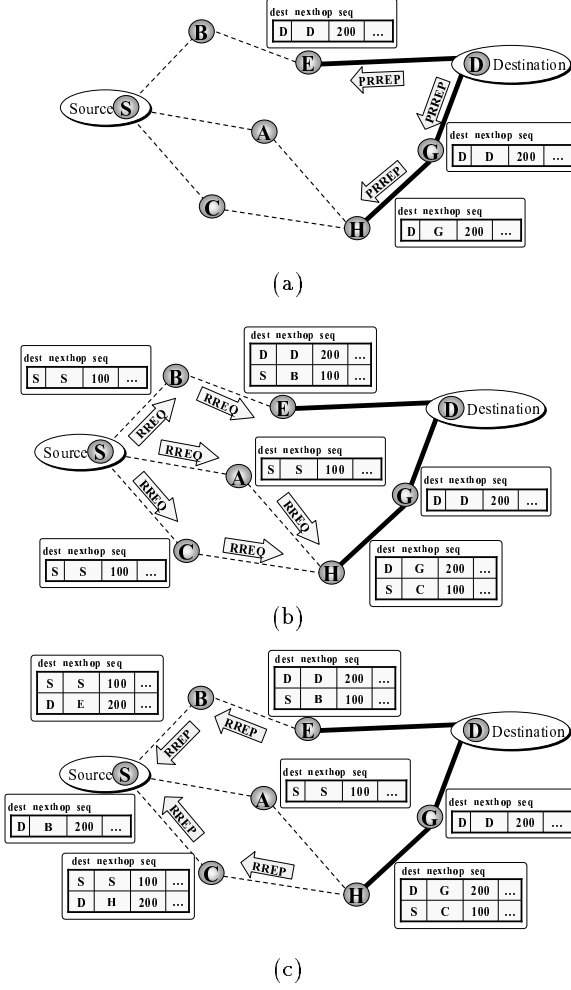 B
dest nexthop seq
D D 200 ...
E
PRREP
D Destination
PRREP
Source S
A
dest nexthop seq
G
D D 200 ...
PRREP
C
dest nexthop seq
H
D G 200 ...
(a)
dest nexthop seq
S S 100 ...
B
dest nexthop seq
D D 200 ...
S B 100 ...
RREQ
RREQ
E
D Destination
Source S
RREQ
dest nexthop seq
S S 100 ...
A
RREQ
RREQ
dest nexthop seq
G
D D 200 ...
C
RREQ
dest nexthop seq
S S 100 ...
H
dest nexthop seq
D G 200 ...
S C 100 ...
(b)
dest nexthop seq
S S 100 ...
D E 200 ...
B
dest nexthop seq
D D 200 ...
S B 100 ...
RREP
RREP
E
D Destination
Source S
dest nexthop seq
D B 200 ...
RREP
dest nexthop seq
S S 100 ...
A
dest nexthop seq
G
D D 200 ...
dest nexthop seq
S S 100 ...
D H 200 ...
C
RREP
H
dest nexthop seq
D G 200 ...
S C 100 ...
(c)